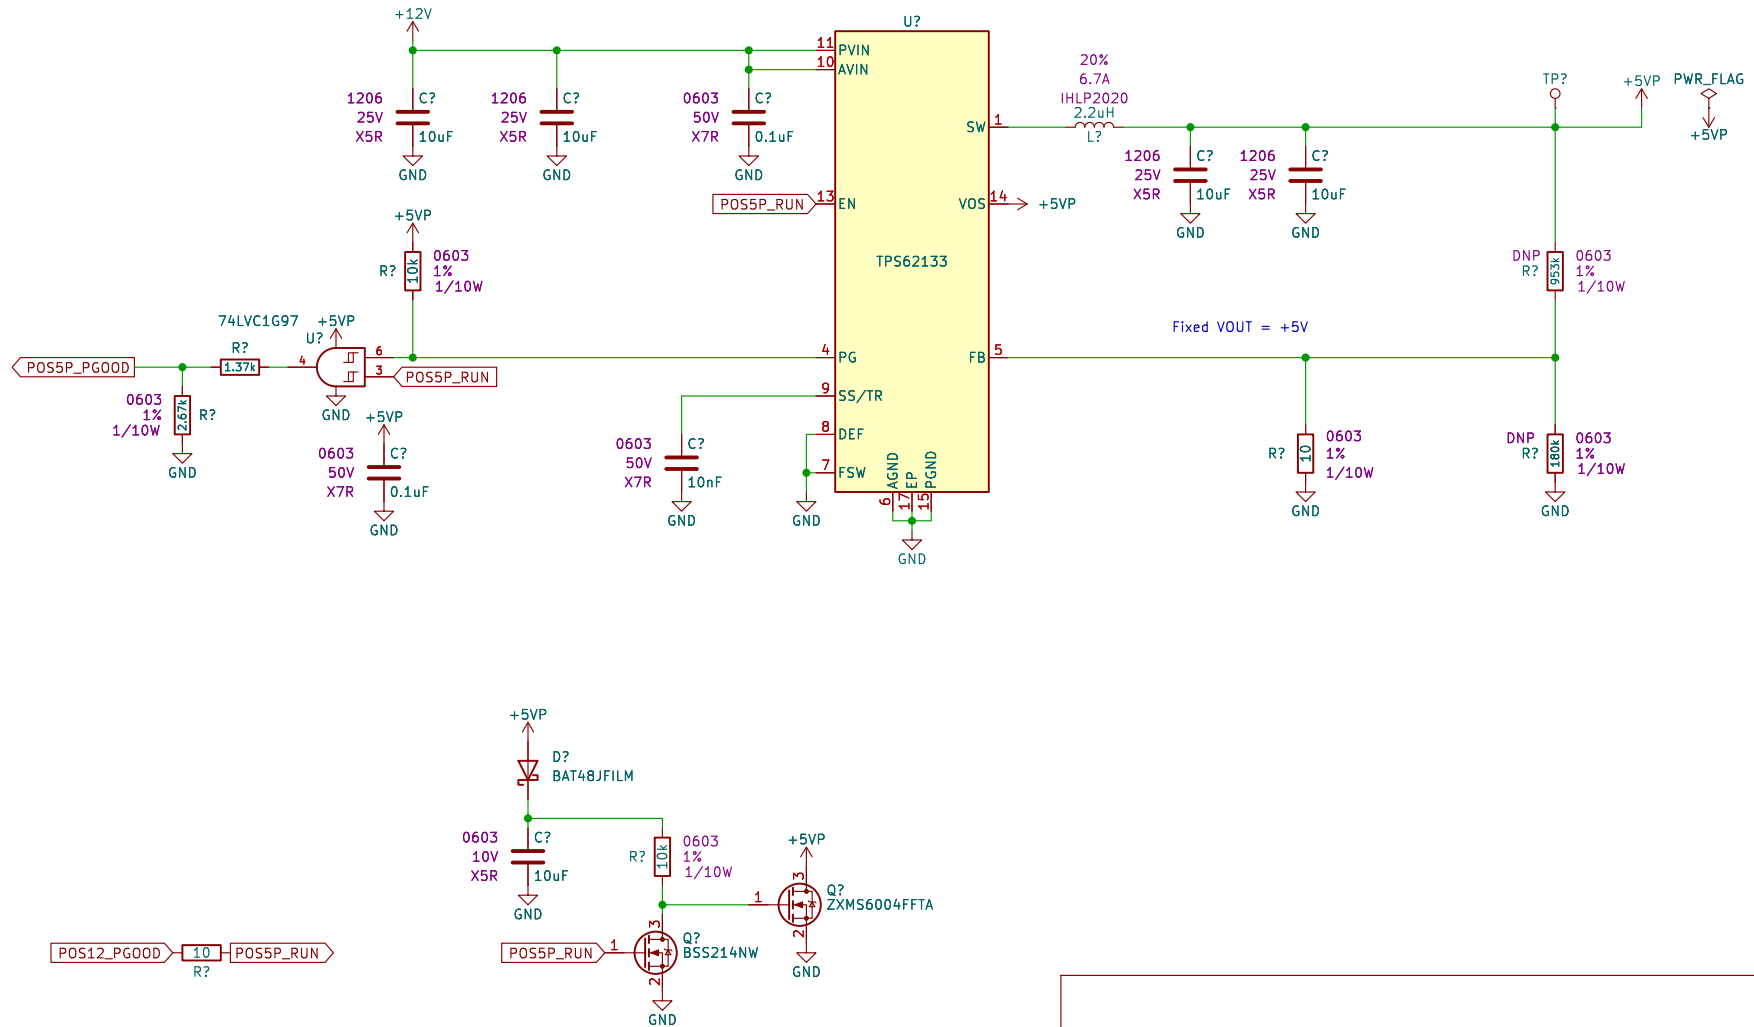 +12V
U?
11 PVIN
10 AVIN
1206
25V
X5R
C?
10uF
GND
1206
25V
X5R
C?
10uF
GND
0603
50V
X7R
C?
0.1uF
GND
20%
6.7A
IHLP2020
2.2uH
L?
SW 1
TP?
+5VP
PWR_FLAG
+5VP
1206
25V
X5R
C?
10uF
GND
1206
25V
X5R
C?
10uF
GND
POS5P_RUN
13 EN
VOS 14
+5VP
TPS62133
+5VP
R?
10k
0603
1%
1/10W
DNP
R?
953k
0603
1%
1/10W
Fixed VOUT = +5V
74LVC1G97
U?
+5VP
R?
1.37k
4
6
3
POS5P_PGOOD
POS5P_RUN
GND
4 PG
FB 5
9 SS/TR
8 DEF
7 FSW
AGND
EP
PGND
6
17
15
GND
0603
1%
1/10W
2.67k
R?
GND
+5VP
0603
50V
X7R
C?
0.1uF
GND
0603
50V
X7R
C?
10nF
GND
GND
R?
10
0603
1%
1/10W
GND
DNP
R?
180k
0603
1%
1/10W
GND
+5VP
D?
BAT48JFILM
0603
10V
X5R
C?
10uF
GND
R?
10k
0603
1%
1/10W
+5VP
3
1
Q?
ZXMS6004FFTA
2
GND
POS12_PGOOD
10
R?
POS5P_RUN
POS5P_RUN
1
3
Q?
BSS214NW
2
GND